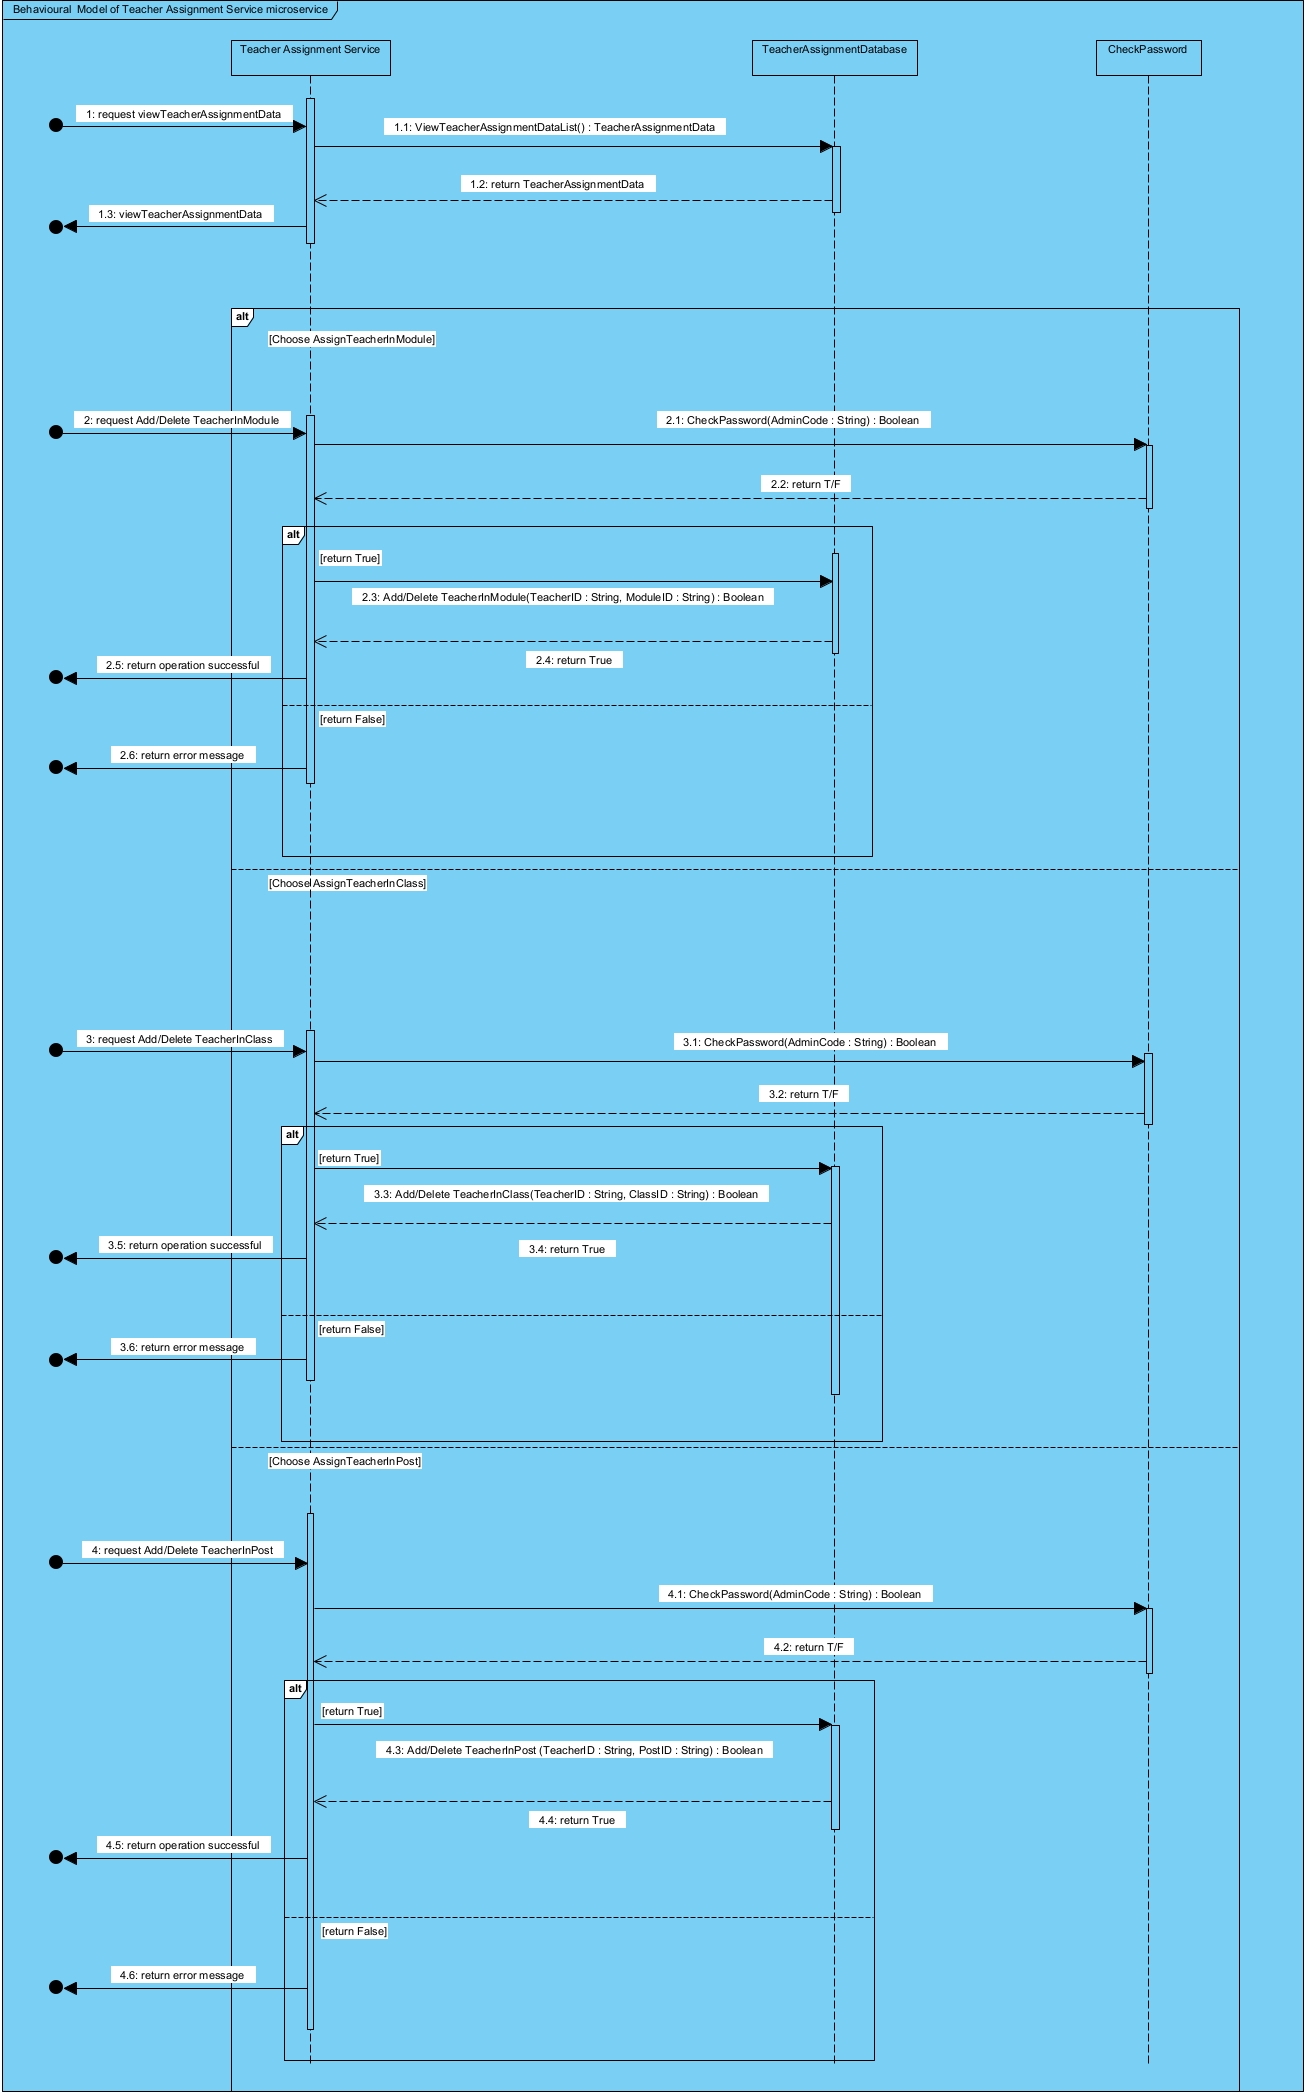 Behavioural Model of Teacher Assignment Service microservice
Teacher Assignment Service
TeacherAssignmentDatabase
CheckPassword
1: request viewTeacherAssignmentData
1.1: ViewTeacherAssignmentDataList() : TeacherAssignmentData
1.2: return TeacherAssignmentData
1.3: viewTeacherAssignmentData
alt
[Choose AssignTeacherInModule]
2: request Add/Delete TeacherInModule
2.1: CheckPassword(AdminCode : String) : Boolean
2.2: return T/F
alt
[return True]
2.3: Add/Delete TeacherInModule(TeacherID : String, ModuleID : String) : Boolean
2.4: return True
2.5: return operation successful
[return False]
2.6: return error message
[Choose AssignTeacherInClass]
3: request Add/Delete TeacherInClass
3.1: CheckPassword(AdminCode : String) : Boolean
3.2: return T/F
alt
[return True]
3.3: Add/Delete TeacherInClass(TeacherID : String, ClassID : String) : Boolean
3.4: return True
3.5: return operation successful
[return False]
3.6: return error message
[Choose AssignTeacherInPost]
4: request Add/Delete TeacherInPost
4.1: CheckPassword(AdminCode : String) : Boolean
4.2: return T/F
alt
[return True]
4.3: Add/Delete TeacherInPost (TeacherID : String, PostID : String) : Boolean
4.4: return True
4.5: return operation successful
[return False]
4.6: return error message